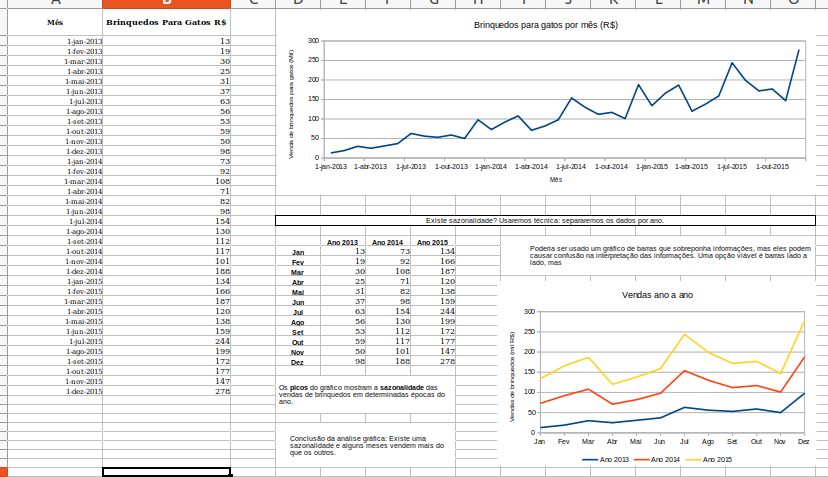 A B C D E F G H I J K L M N O
Mês Brinquedos Para Gatos R$
1-jan-2013 13
1-fev-2013 19
1-mar-2013 30
1-abr-2013 25
1-mai-2013 31
1-jun-2013 37
1-jul-2013 63
1-ago-2013 56
1-set-2013 53
1-out-2013 59
1-nov-2013 50
1-dez-2013 98
1-jan-2014 73
1-fev-2014 92
1-mar-2014 108
1-abr-2014 71
1-mai-2014 82
1-jun-2014 98
1-jul-2014 154
1-ago-2014 130
1-set-2014 112
1-out-2014 117
1-nov-2014 101
1-dez-2014 188
1-jan-2015 134
1-fev-2015 166
1-mar-2015 187
1-abr-2015 120
1-mai-2015 138
1-jun-2015 159
1-jul-2015 244
1-ago-2015 199
1-set-2015 172
1-out-2015 177
1-nov-2015 147
1-dez-2015 278
Brinquedos para gatos por mês (R$)
Venda de brinquedos para gatos (Mil)
300
250
200
150
100
50
0
1-jan-2013 1-abr-2013 1-jul-2013 1-out-2013 1-jan-2014 1-abr-2014 1-jul-2014 1-out-2014 1-jan-2015 1-abr-2015 1-jul-2015 1-out-2015
Mês
Existe sazonalidade? Usaremos técnica: separaremos os dados por ano.
Ano 2013 Ano 2014 Ano 2015
Jan 13 73 134
Fev 19 92 166
Mar 30 108 187
Abr 25 71 120
Mai 31 82 138
Jun 37 98 159
Jul 63 154 244
Ago 56 130 199
Set 53 112 172
Out 59 117 177
Nov 50 101 147
Dez 98 188 278
Os picos do gráfico mostram a sazonalidade das
vendas de brinquedos em determinadas épocas do
ano.
Conclusão da análise gráfica: Existe uma
sazonalidade e alguns meses vendem mais do
que os outros.
Poderia ser usado um gráfico de barras que sobreponha informações, mas eles podem
causar confusão na interpretação das informações. Uma opção viável é barras lado a
lado, mas
Vendas ano a ano
Vendas de brinquedos (mil R$)
300
250
200
150
100
50
0
Jan Fev Mar Abr Mai Jun Jul Ago Set Out Nov Dez
Ano 2013 Ano 2014 Ano 2015